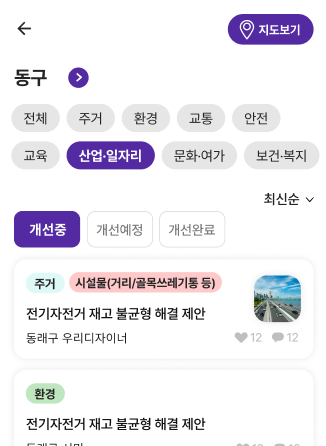 지도보기
동구
전체 주거 환경 교통 안전
교육 산업·일자리 문화·여가 보건·복지
최신순
개선중 개선예정 개선완료
주거 시설물(거리/골목쓰레기통 등)
전기자전거 재고 불균형 해결 제안
동래구 우리디자이너 12 12
환경
전기자전거 재고 불균형 해결 제안